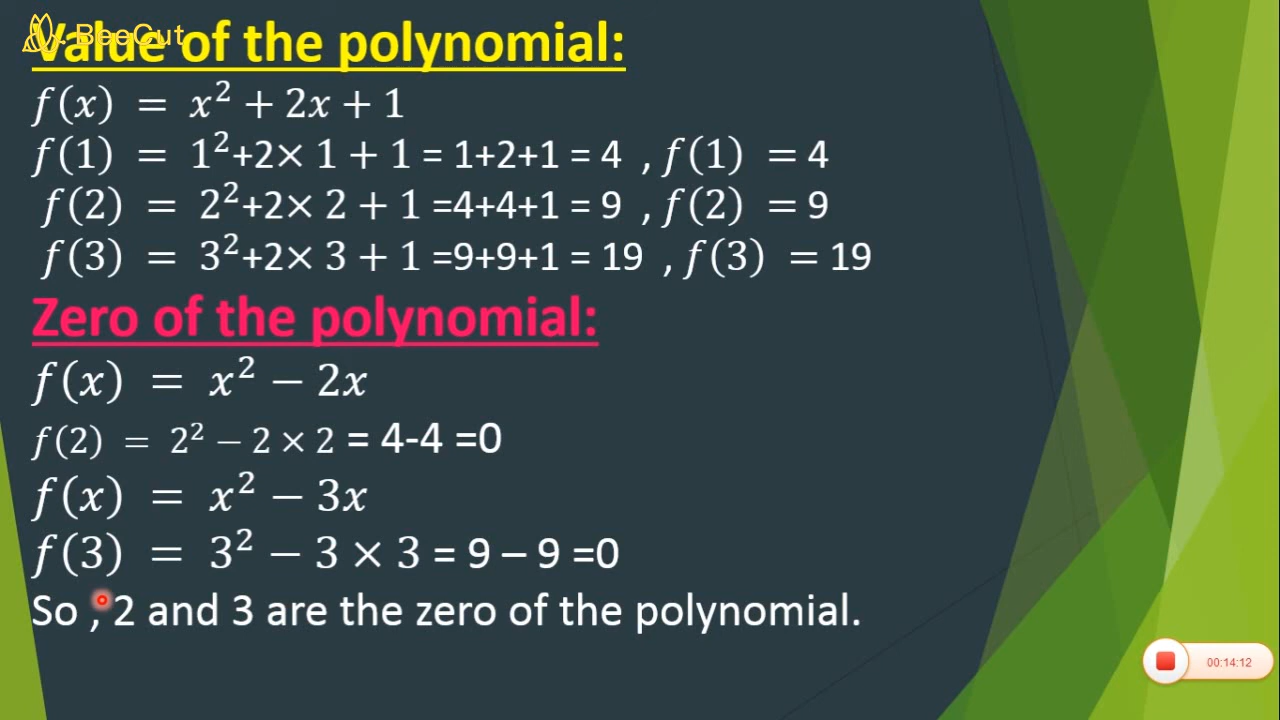 BeeCut
Value of the polynomial:
f(x) = x² + 2x + 1
f(1) = 1²+2× 1 + 1 = 1+2+1 = 4 , f(1) = 4
f(2) = 2²+2× 2 + 1 =4+4+1 = 9 , f(2) = 9
f(3) = 3²+2× 3 + 1 =9+9+1 = 19 , f(3) = 19
Zero of the polynomial:
f(x) = x² − 2x
f(2) = 2² − 2 × 2 = 4-4 =0
f(x) = x² − 3x
f(3) = 3² − 3 × 3 = 9 – 9 =0
So , 2 and 3 are the zero of the polynomial.
00:14:12